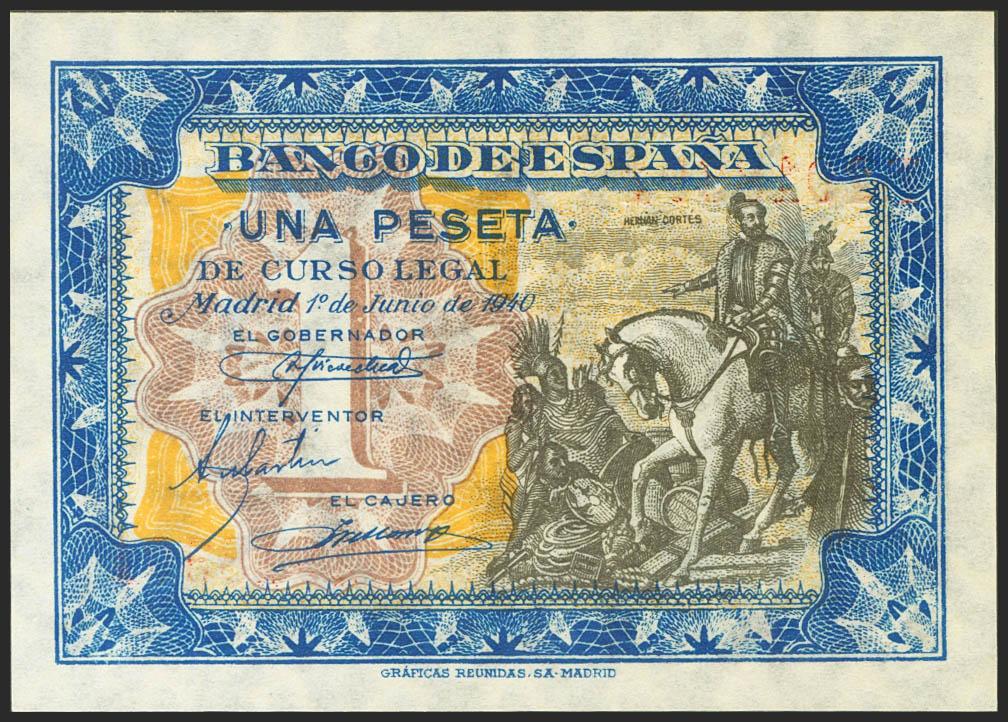 BANCO DE ESPAÑA
·UNA PESETA·
HERNAN CORTES
DE CURSO LEGAL
Madrid 1º de Junio de 1940
EL GOBERNADOR
EL INTERVENTOR
1
EL CAJERO
GRÁFICAS REUNIDAS, S.A. MADRID